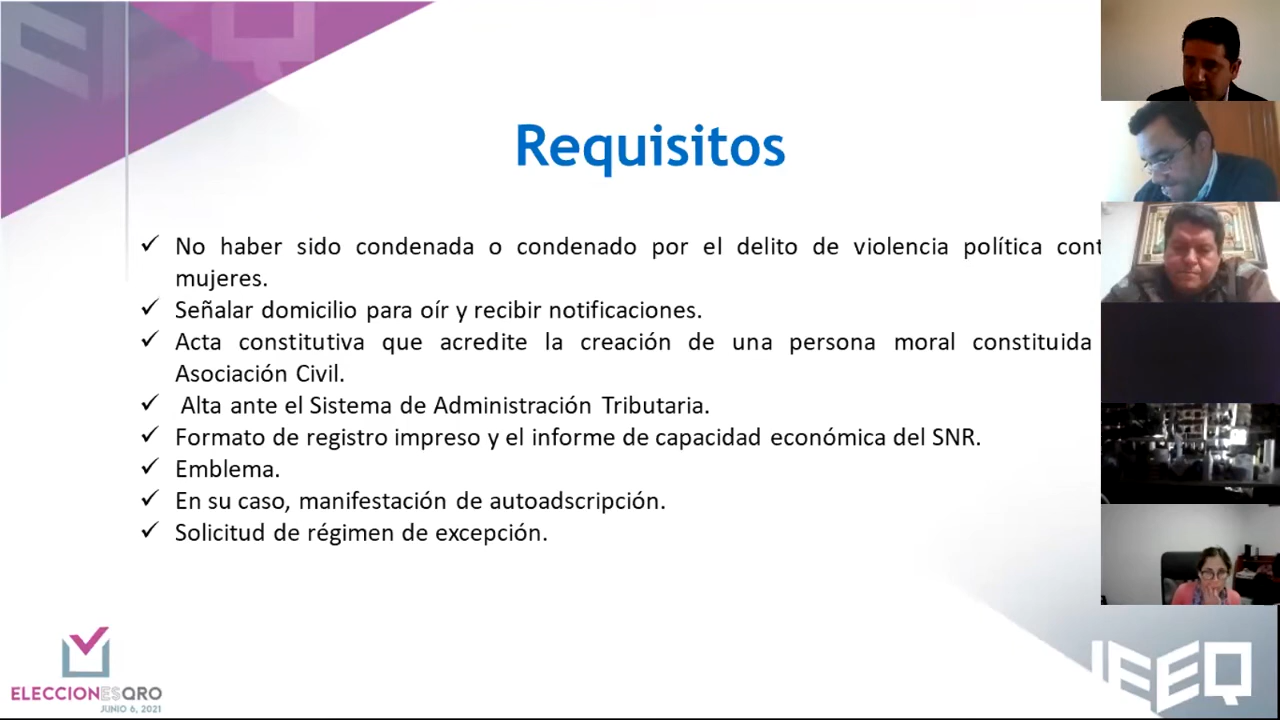 Requisitos
✓ No haber sido condenada o condenado por el delito de violencia política cont
mujeres.
✓ Señalar domicilio para oír y recibir notificaciones.
✓ Acta constitutiva que acredite la creación de una persona moral constituida
Asociación Civil.
✓ Alta ante el Sistema de Administración Tributaria.
✓ Formato de registro impreso y el informe de capacidad económica del SNR.
✓ Emblema.
✓ En su caso, manifestación de autoadscripción.
✓ Solicitud de régimen de excepción.
ELECCIONESQRO
JUNIO 6, 2021
IEEQ